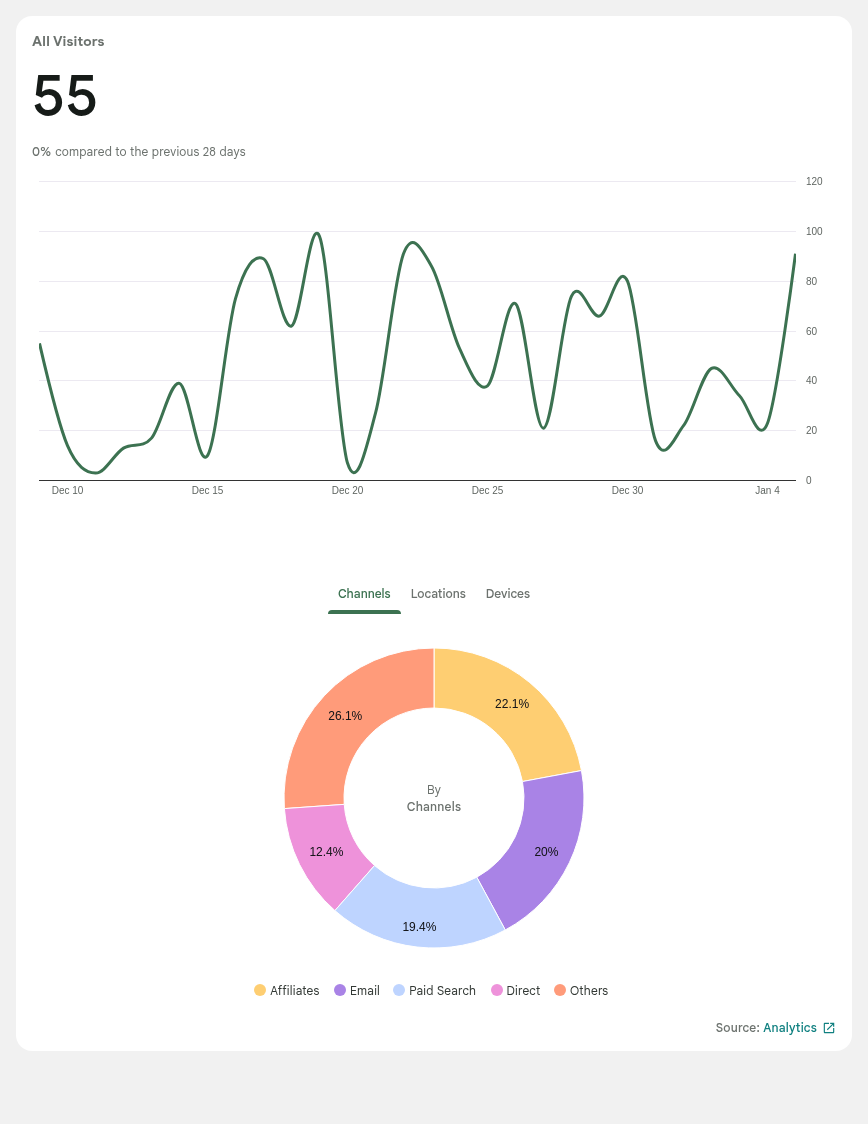 All Visitors
55
0% compared to the previous 28 days
120
100
80
60
40
20
0
Dec 10 Dec 15 Dec 20 Dec 25 Dec 30 Jan 4
Channels Locations Devices
26.1% 22.1%
By
Channels
12.4% 20%
19.4%
Affiliates Email Paid Search Direct Others
Source: Analytics